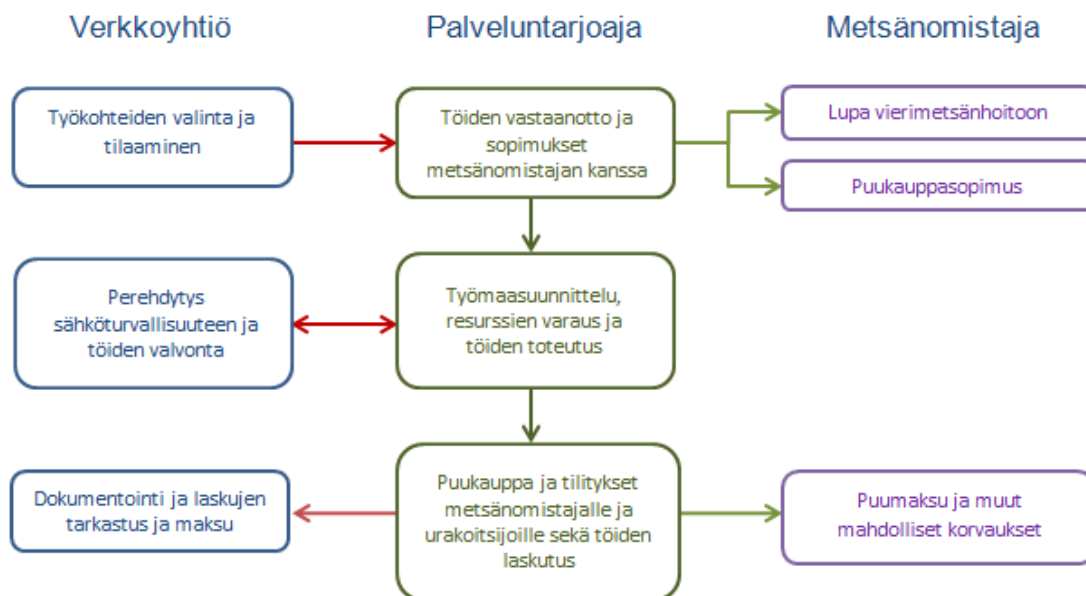 Verkkoyhtiö
Palveluntarjoaja
Metsänomistaja
Työkohteiden valinta ja
tilaaminen
Töiden vastaanotto ja
sopimukset
metsänomistajan kanssa
Lupa vierimetsänhoitoon
Puukauppasopimus
Perehdytys
sähköturvallisuuteen ja
töiden valvonta
Työmaasuunnittelu,
resurssien varaus ja
töiden toteutus
Dokumentointi ja laskujen
tarkastus ja maksu
Puukauppa ja tilitykset
metsänomistajalle ja
urakoitsijoille sekä töiden
laskutus
Puumaksu ja muut
mahdolliset korvaukset